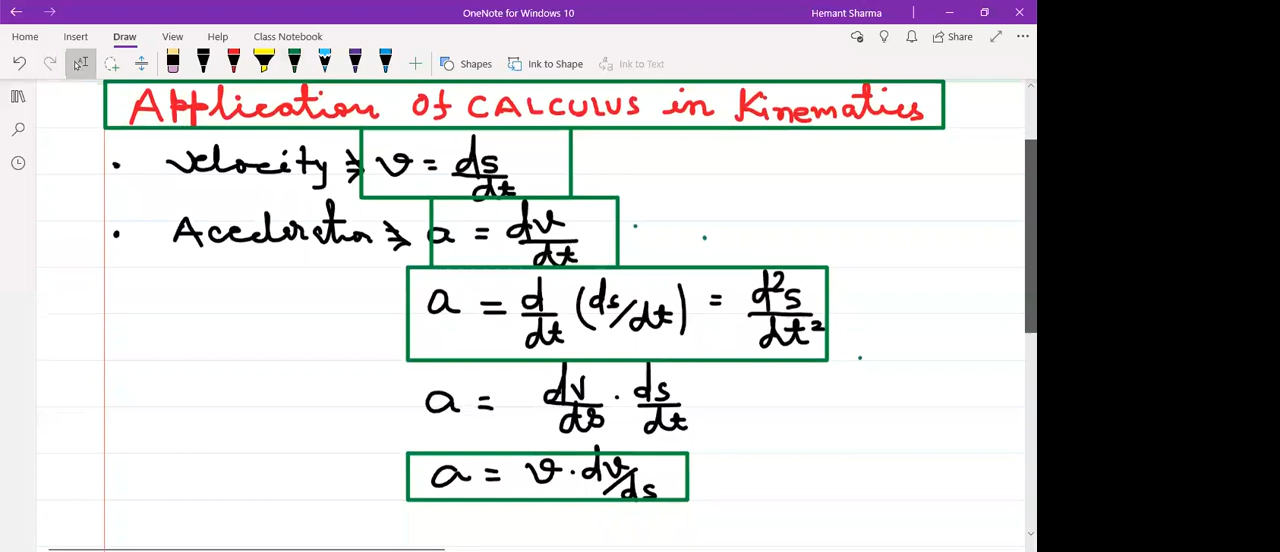 OneNote for Windows 10
Hemant Sharma
Home Insert Draw View Help Class Notebook
Share
Shapes Ink to Shape Ink to Text
Application Of CALCULUS in Kinematics
• Velocity ⇒ v = ds/dt
• Acceleration ⇒ a = dv/dt
a = d/dt (ds/dt) = d²s/dt²
a = dv/ds · ds/dt
a = v · dv/ds